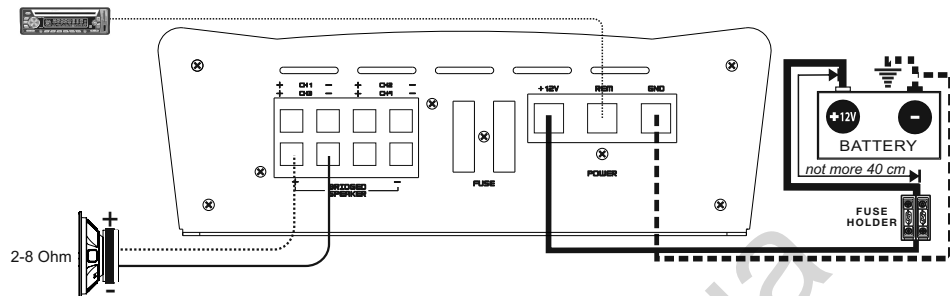 + CH1 − + CH2 −
+ CH3 − + CH4 −
+12V REM GND
FUSE
POWER
+ BRIDGED −
SPEAKER
+12V −
BATTERY
not more 40 cm
FUSE
HOLDER
+
2-8 Ohm
-